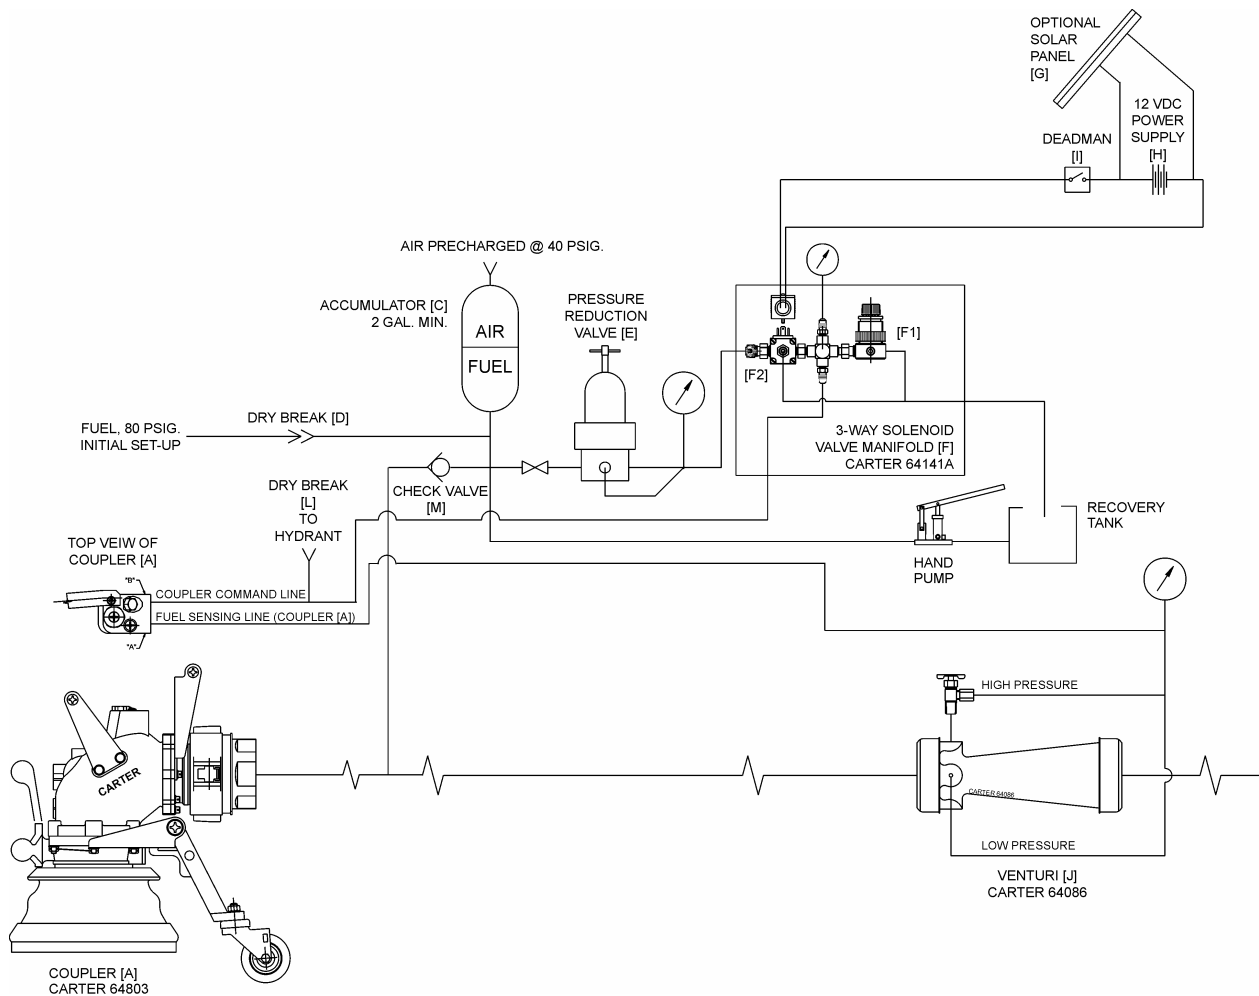 OPTIONAL
SOLAR
PANEL
[G]
12 VDC
POWER
SUPPLY
[H]
DEADMAN
[I]
AIR PRECHARGED @ 40 PSIG.
ACCUMULATOR [C]
2 GAL. MIN.
AIR
FUEL
PRESSURE
REDUCTION
VALVE [E]
[F1]
[F2]
3-WAY SOLENOID
VALVE MANIFOLD [F]
CARTER 64141A
DRY BREAK [D]
FUEL, 80 PSIG.
INITIAL SET-UP
CHECK VALVE
[M]
DRY BREAK
[L]
TO
HYDRANT
RECOVERY
TANK
HAND
PUMP
TOP VEIW OF
COUPLER [A]
"B"
COUPLER COMMAND LINE
FUEL SENSING LINE (COUPLER [A])
"A"
HIGH PRESSURE
CARTER
CARTER 64086
LOW PRESSURE
VENTURI [J]
CARTER 64086
COUPLER [A]
CARTER 64803